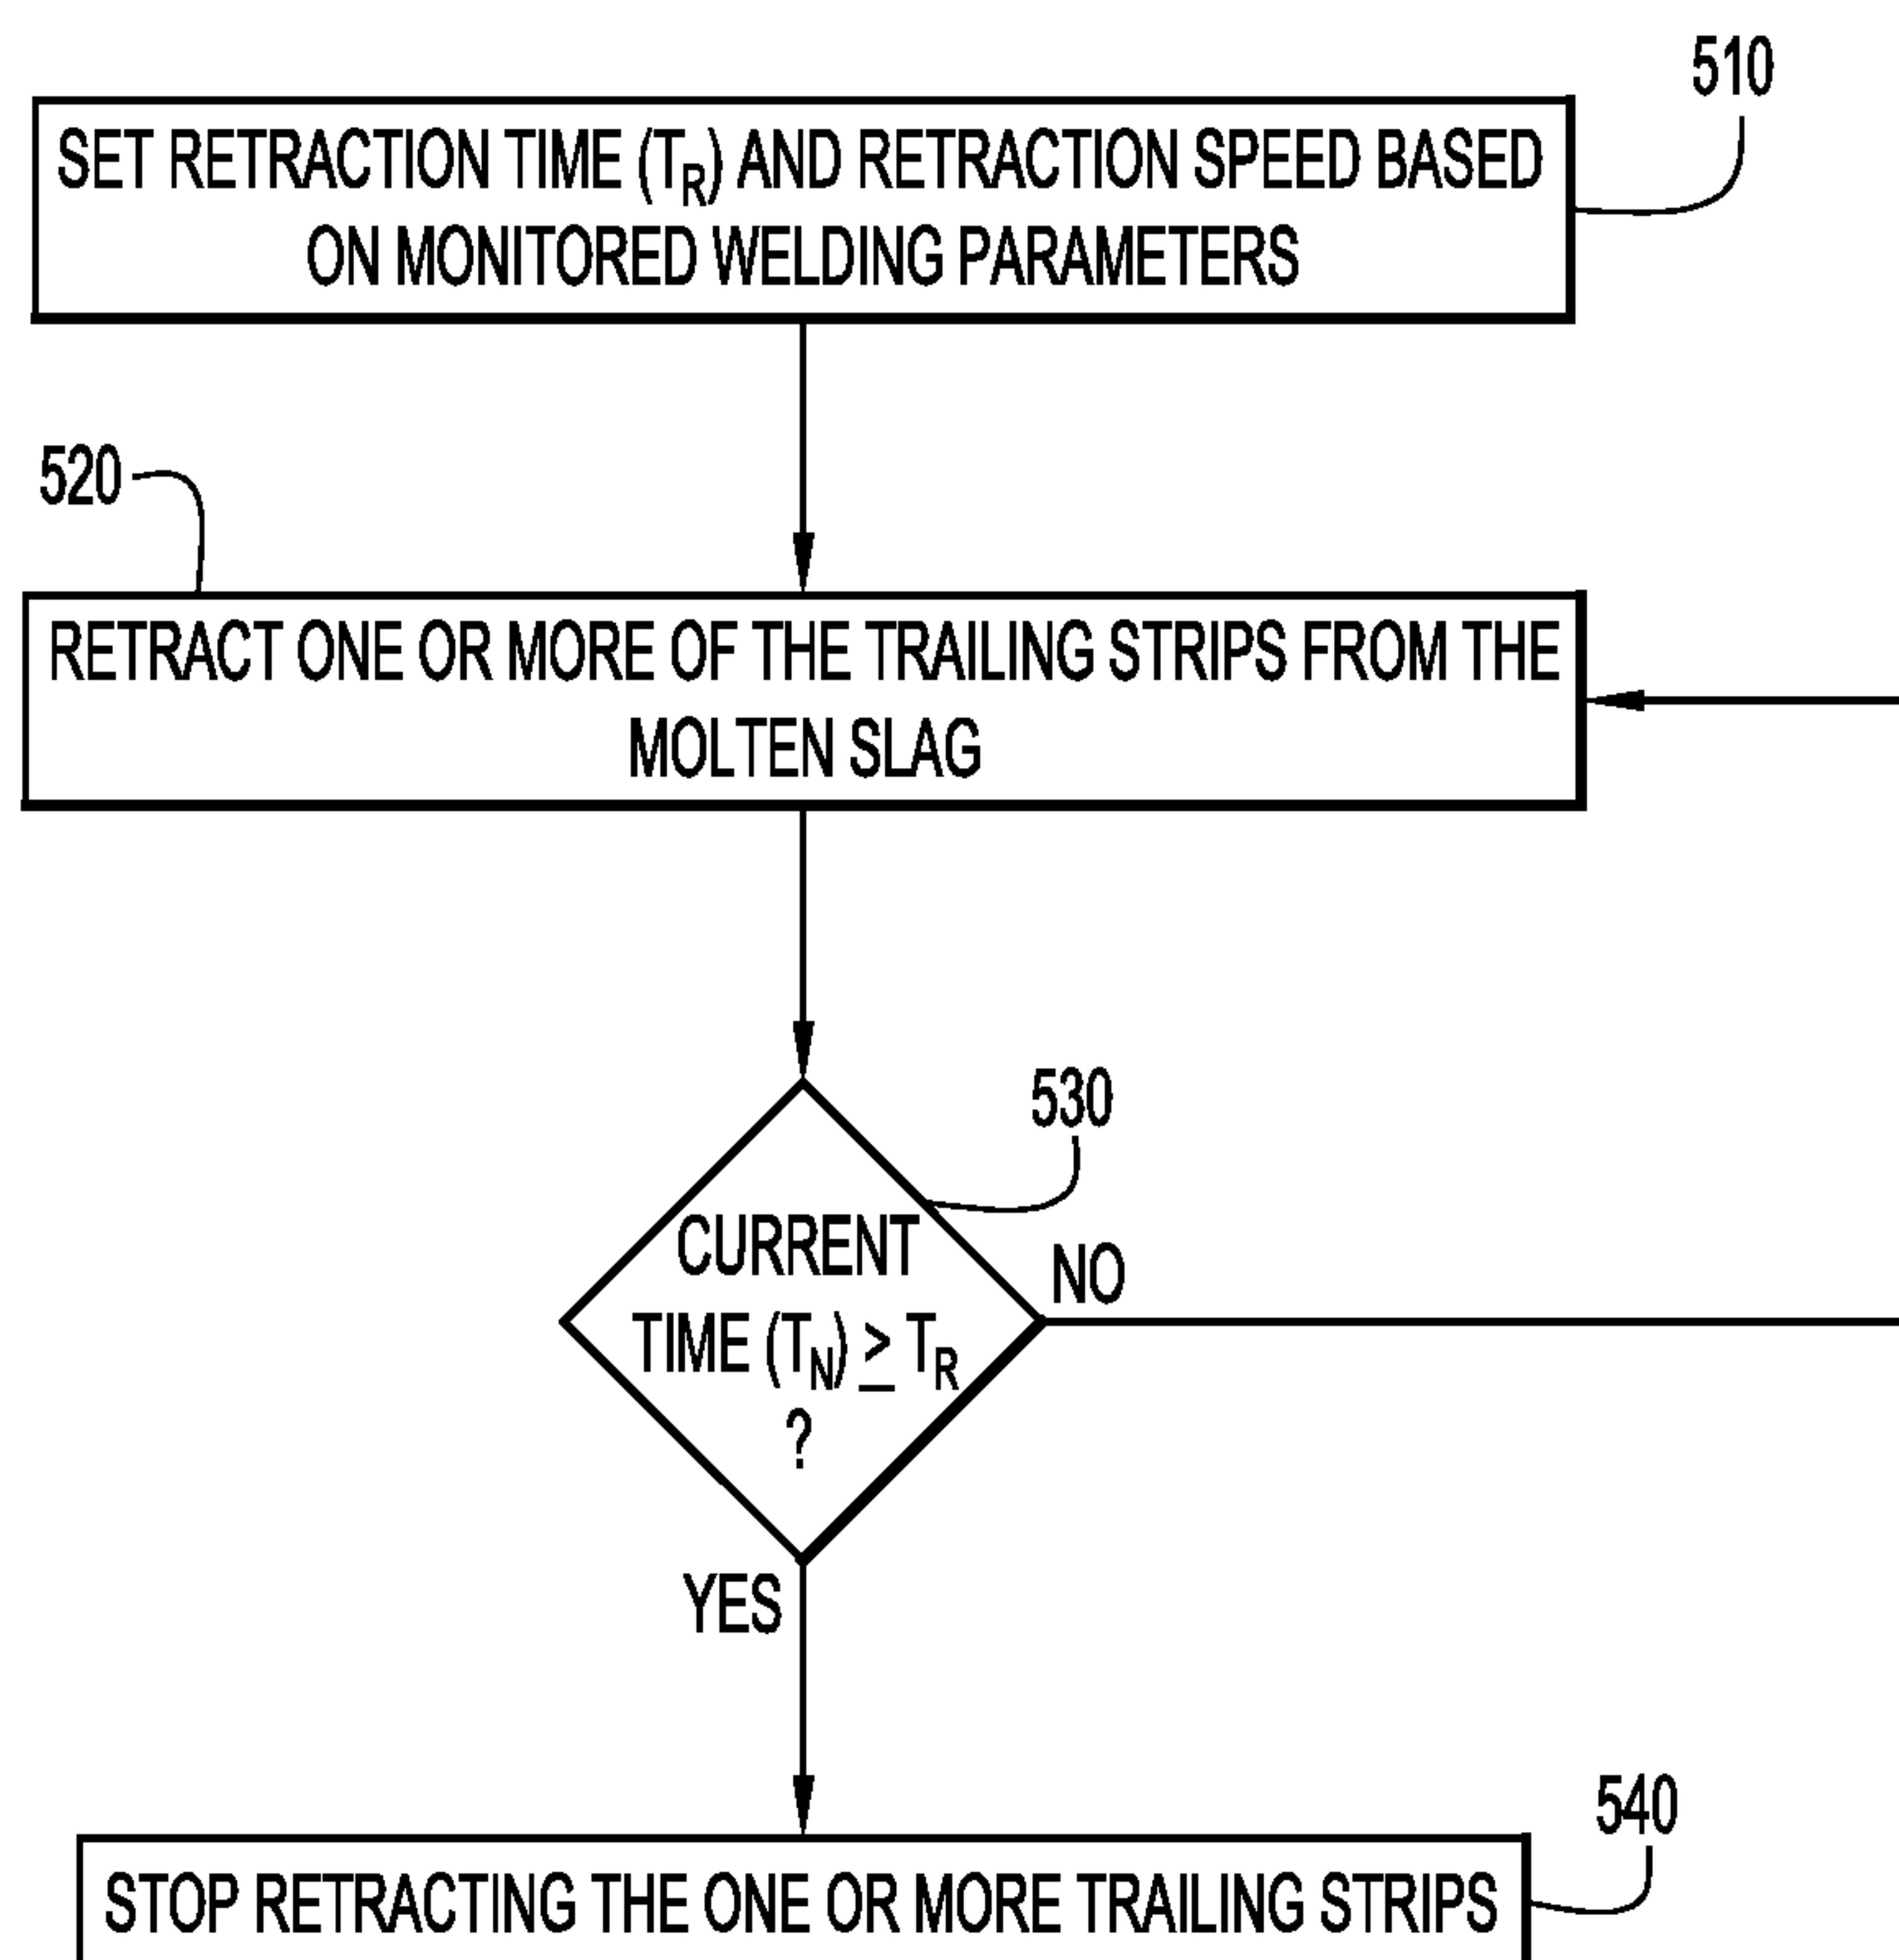 510
SET RETRACTION TIME (TR) AND RETRACTION SPEED BASED
ON MONITORED WELDING PARAMETERS
520
RETRACT ONE OR MORE OF THE TRAILING STRIPS FROM THE
MOLTEN SLAG
530
CURRENT
TIME (TN) ≥ TR
?
NO
YES
540
STOP RETRACTING THE ONE OR MORE TRAILING STRIPS